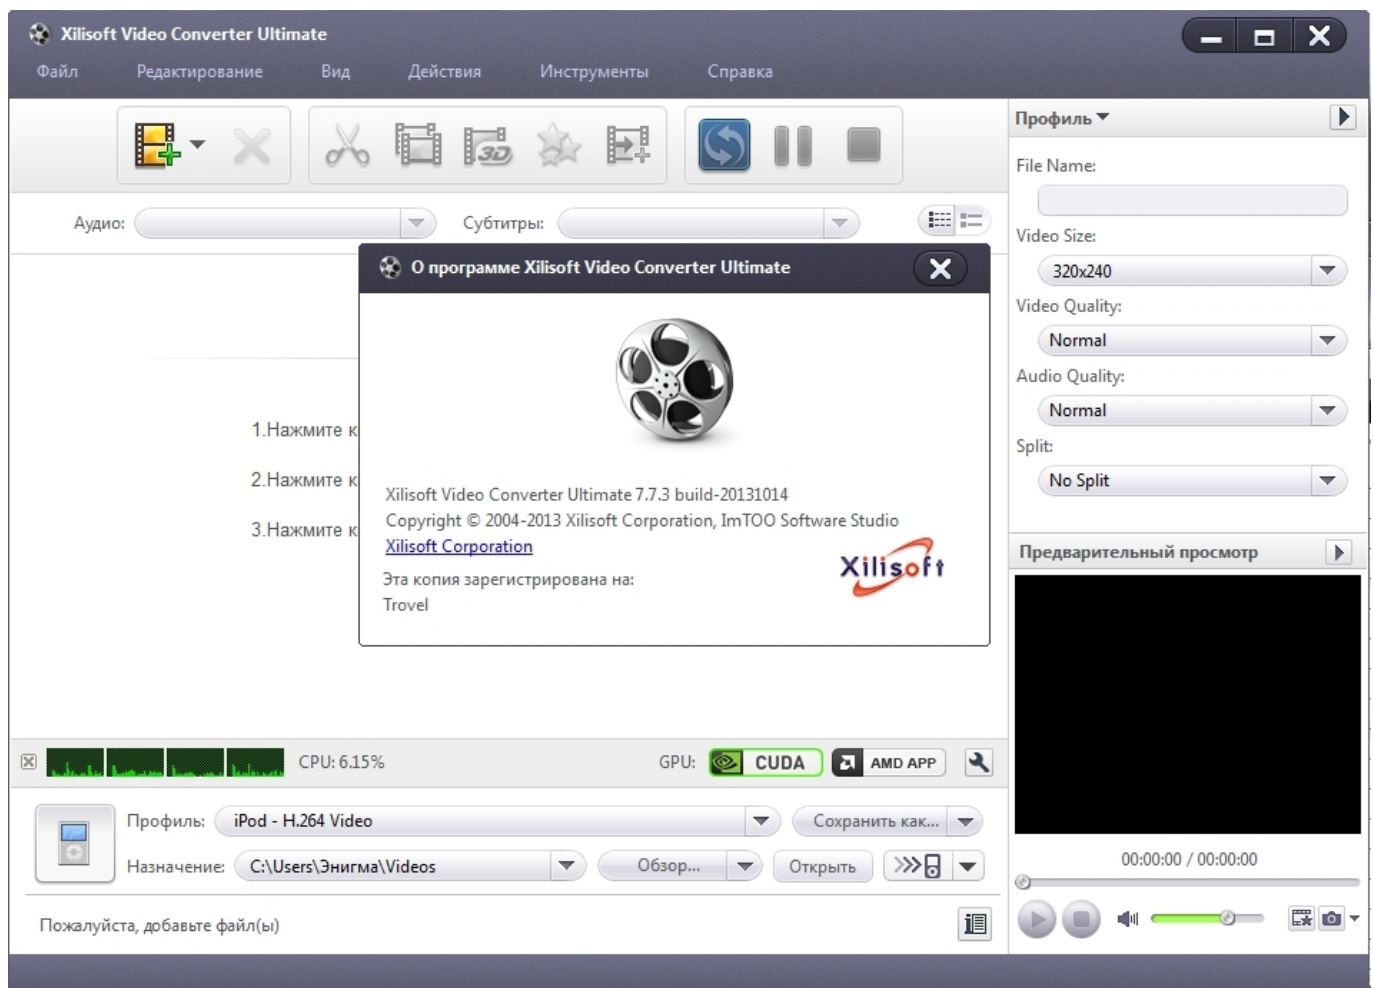 Xilisoft Video Converter Ultimate
Файл Редактирование Вид Действия Инструменты Справка
3D
Аудио: Субтитры:
Профиль
File Name:
Video Size:
320x240
Video Quality:
Normal
Audio Quality:
Normal
Split:
No Split
О программе Xilisoft Video Converter Ultimate
1.Нажмите к
2.Нажмите к
3.Нажмите к
Xilisoft Video Converter Ultimate 7.7.3 build-20131014
Copyright © 2004-2013 Xilisoft Corporation, ImTOO Software Studio
Xilisoft Corporation
Эта копия зарегистрирована на:
Trovel
Xilisoft
Предварительный просмотр
00:00:00 / 00:00:00
CPU: 6.15% GPU: CUDA AMD APP
Профиль: iPod - H.264 Video Сохранить как...
Назначение: C:\Users\Энигма\Videos Обзор... Открыть
Пожалуйста, добавьте файл(ы)